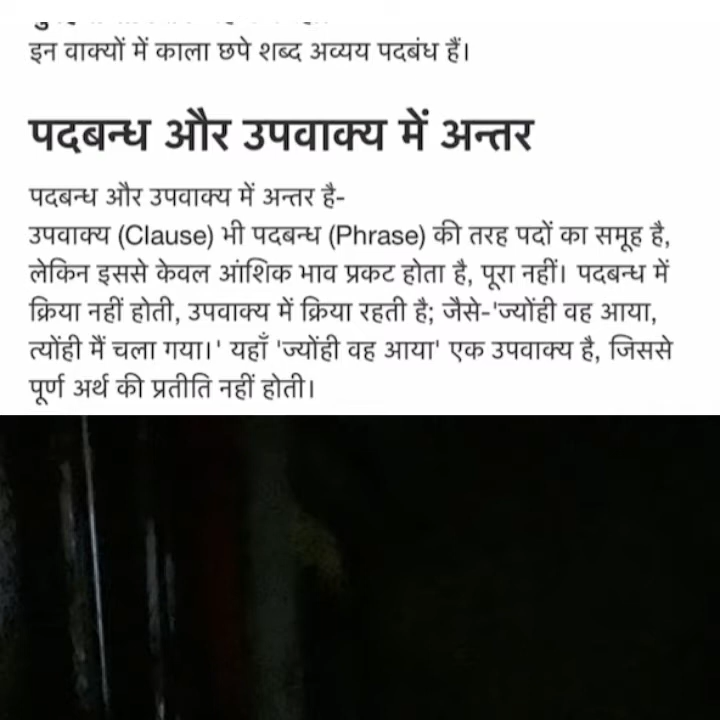 इन वाक्यों में काला छपे शब्द अव्यय पदबंध हैं।
पदबन्ध और उपवाक्य में अन्तर
पदबन्ध और उपवाक्य में अन्तर है-
उपवाक्य (Clause) भी पदबन्ध (Phrase) की तरह पदों का समूह है,
लेकिन इससे केवल आंशिक भाव प्रकट होता है, पूरा नहीं। पदबन्ध में
क्रिया नहीं होती, उपवाक्य में क्रिया रहती है; जैसे-'ज्योंही वह आया,
त्योंही मैं चला गया।' यहाँ 'ज्योंही वह आया' एक उपवाक्य है, जिससे
पूर्ण अर्थ की प्रतीति नहीं होती।